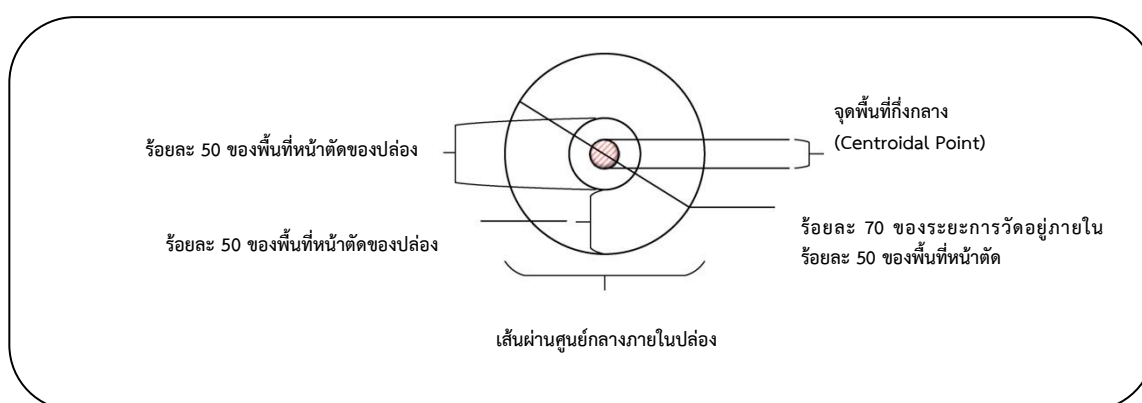 ร้อยละ 50 ของพื้นที่หน้าตัดของปล่อง
จุดพื้นที่กึ่งกลาง
(Centroidal Point)
ร้อยละ 50 ของพื้นที่หน้าตัดของปล่อง
ร้อยละ 70 ของระยะการวัดอยู่ภายใน
ร้อยละ 50 ของพื้นที่หน้าตัด
เส้นผ่านศูนย์กลางภายในปล่อง